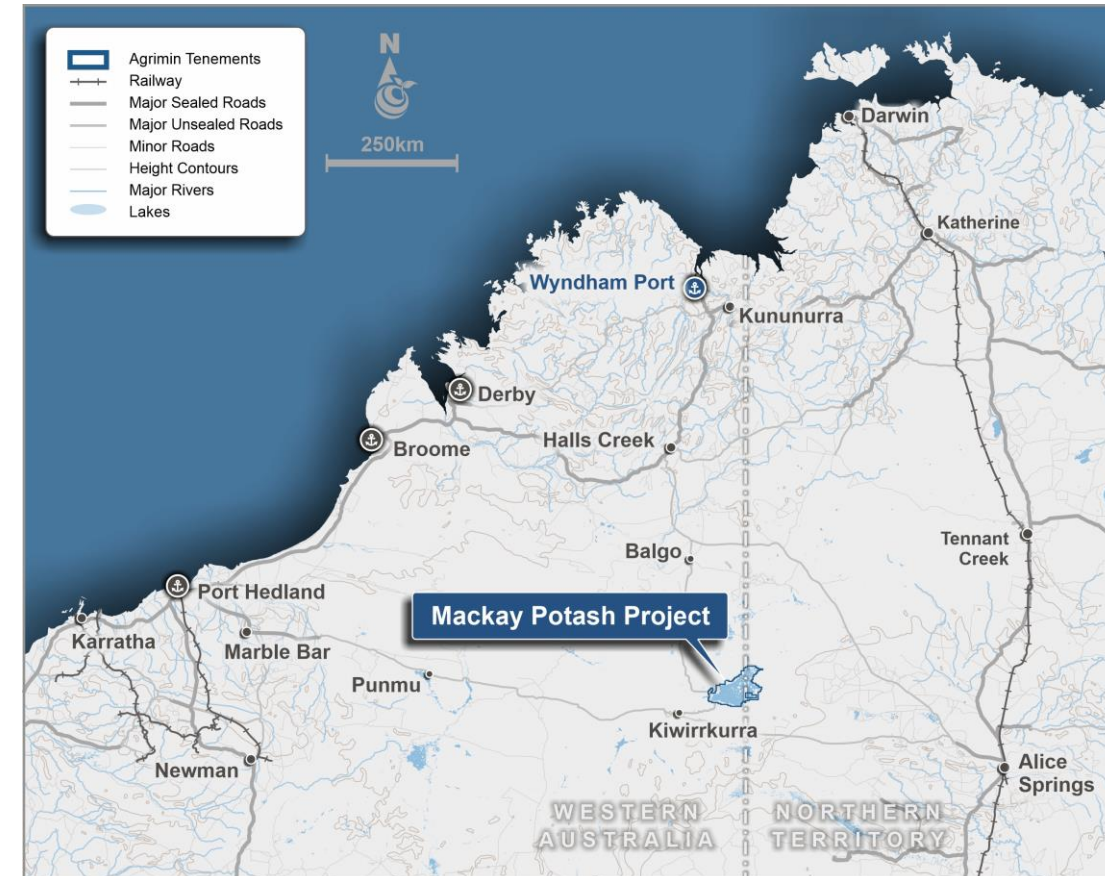 Agrimin Tenements
Railway
Major Sealed Roads
Major Unsealed Roads
Minor Roads
Height Contours
Major Rivers
Lakes
N
250km
Darwin
Katherine
Wyndham Port
Kununurra
Derby
Broome
Halls Creek
Balgo
Tennant
Creek
Port Hedland
Mackay Potash Project
Karratha
Marble Bar
Punmu
Kiwirrkurra
Newman
Alice
Springs
WESTERN
AUSTRALIA
NORTHERN
TERRITORY